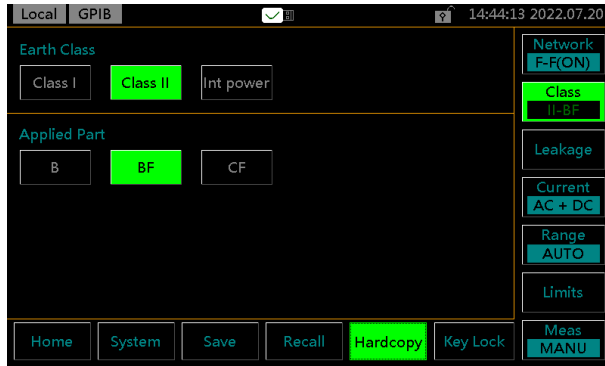 Local GPIB 14:44:13 2022.07.20
Earth Class
Class I Class II Int power
Applied Part
B BF CF
Network
F-F(ON)
Class
II-BF
Leakage
Current
AC + DC
Range
AUTO
Limits
Meas
MANU
Home System Save Recall Hardcopy Key Lock